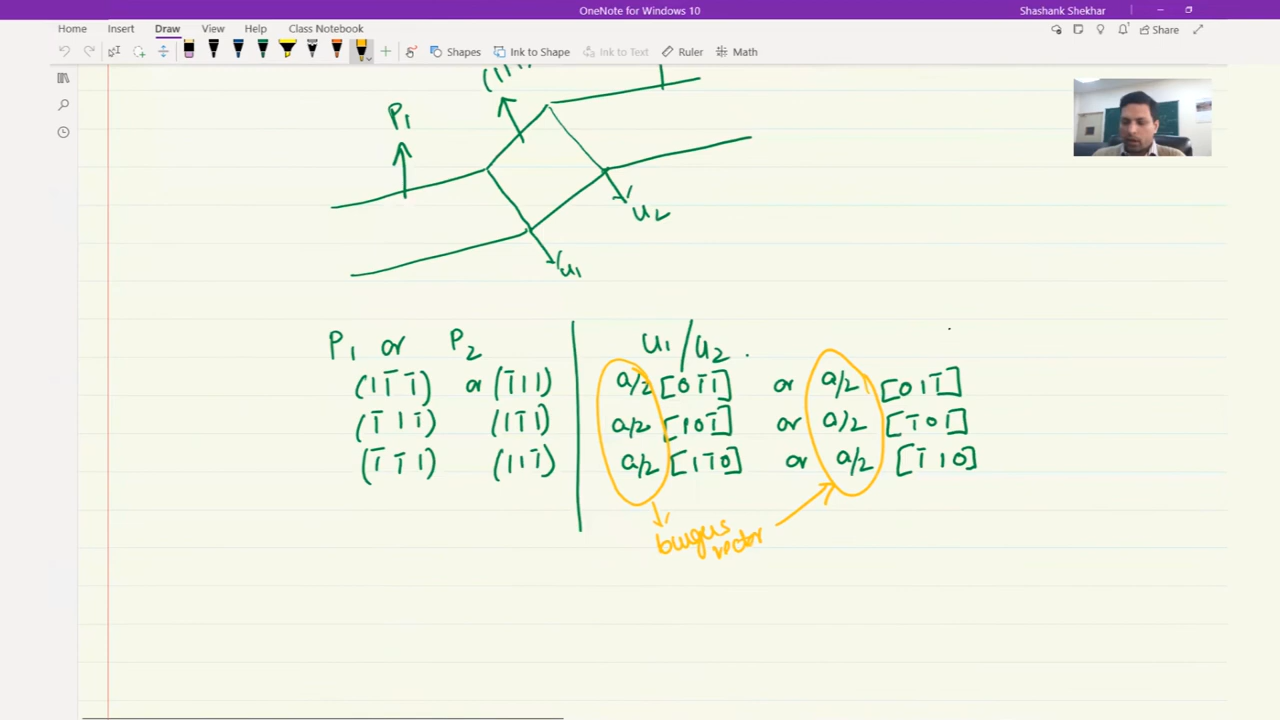 OneNote for Windows 10
Shashank Shekhar
Home Insert Draw View Help Class Notebook
Shapes Ink to Shape Ink to Text Ruler Math Share
(111)
P₁
u₂
u₁
P₁ or P₂ u₁/u₂.
(1 1̄ 1̄) or (1̄ 1 1) a/2 [0 1̄ 1] or a/2 [0 1 1̄]
(1̄ 1 1̄) (1 1̄ 1) a/2 [1 0 1̄] or a/2 [1̄ 0 1]
(1̄ 1̄ 1) (1 1 1̄) a/2 [1 1̄ 0] or a/2 [1̄ 1 0]
burgers
vector